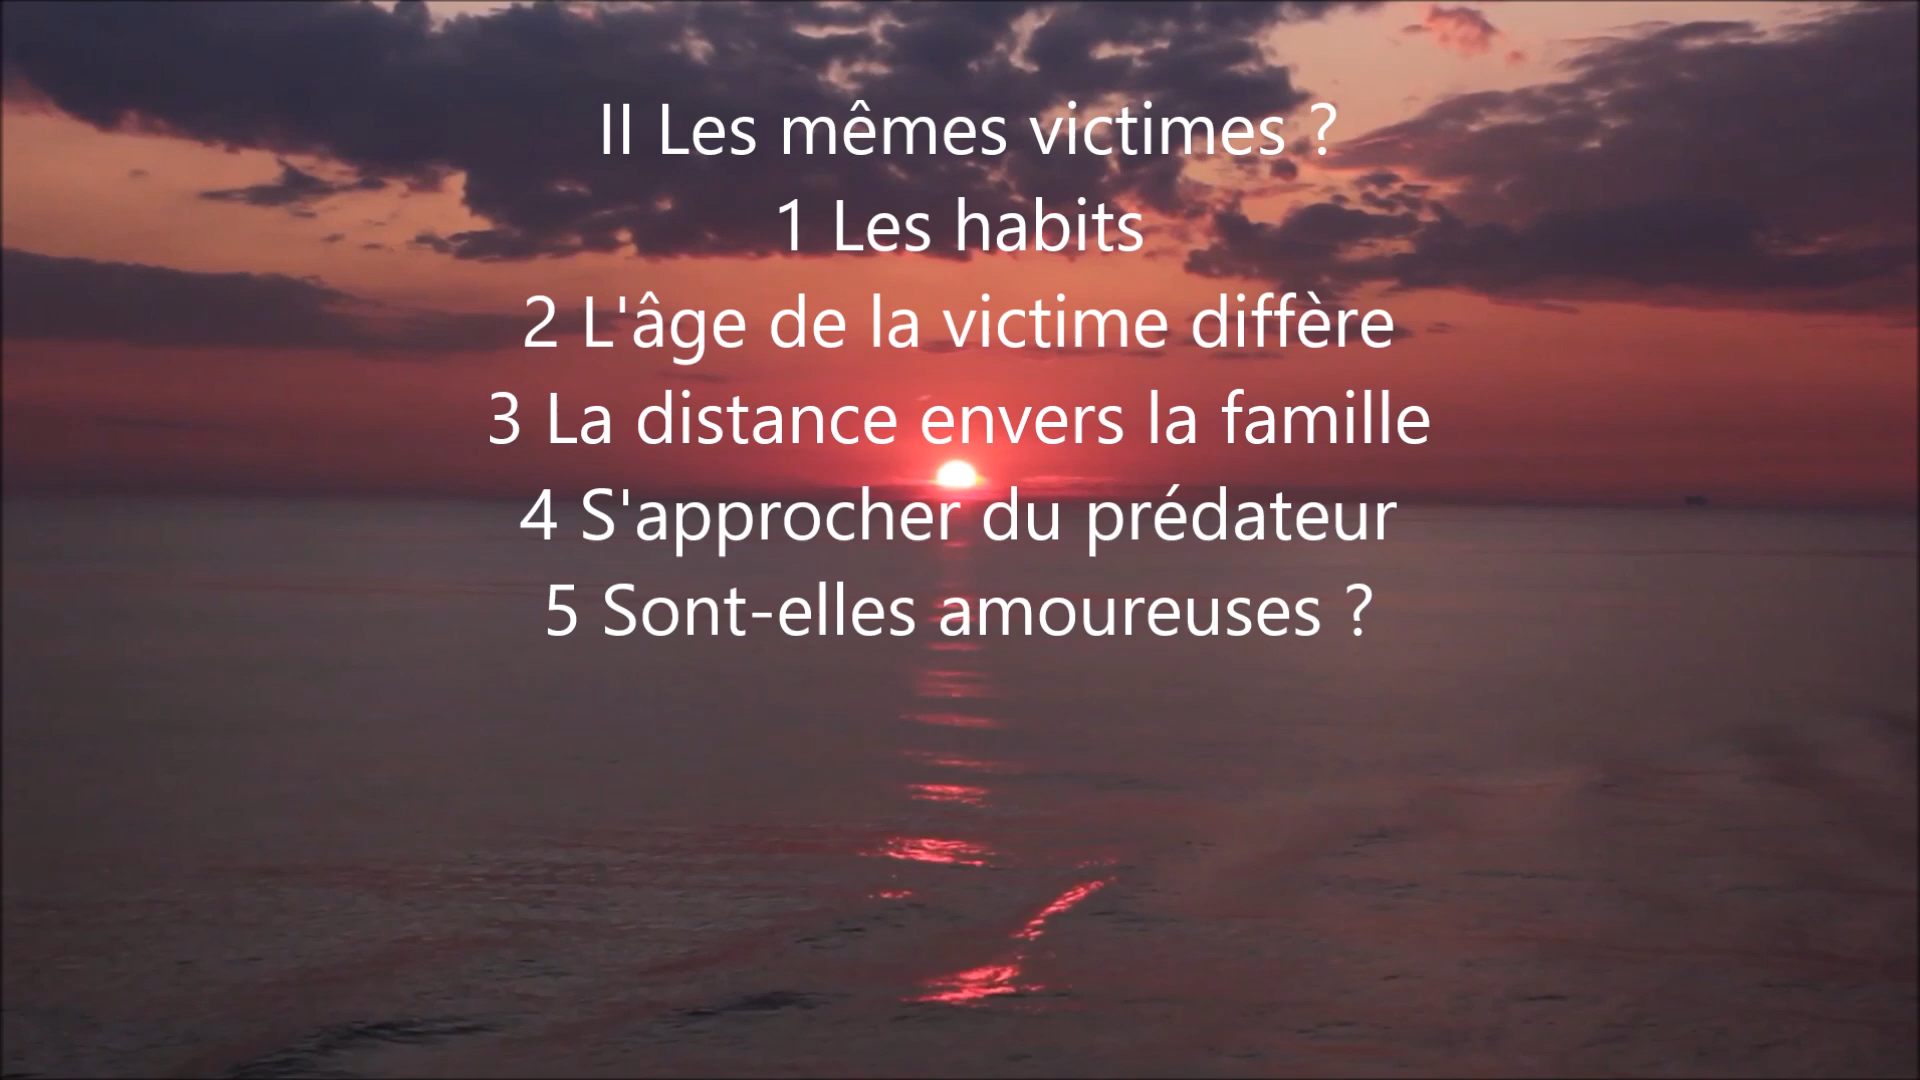 II Les mêmes victimes ?
1 Les habits
2 L'âge de la victime diffère
3 La distance envers la famille
4 S'approcher du prédateur
5 Sont-elles amoureuses ?